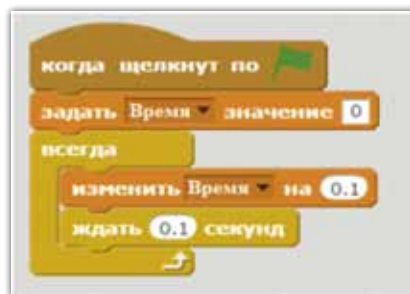 когда щелкнут по
задать Время значение 0
всегда
изменить Время на 0.1
ждать 0.1 секунд